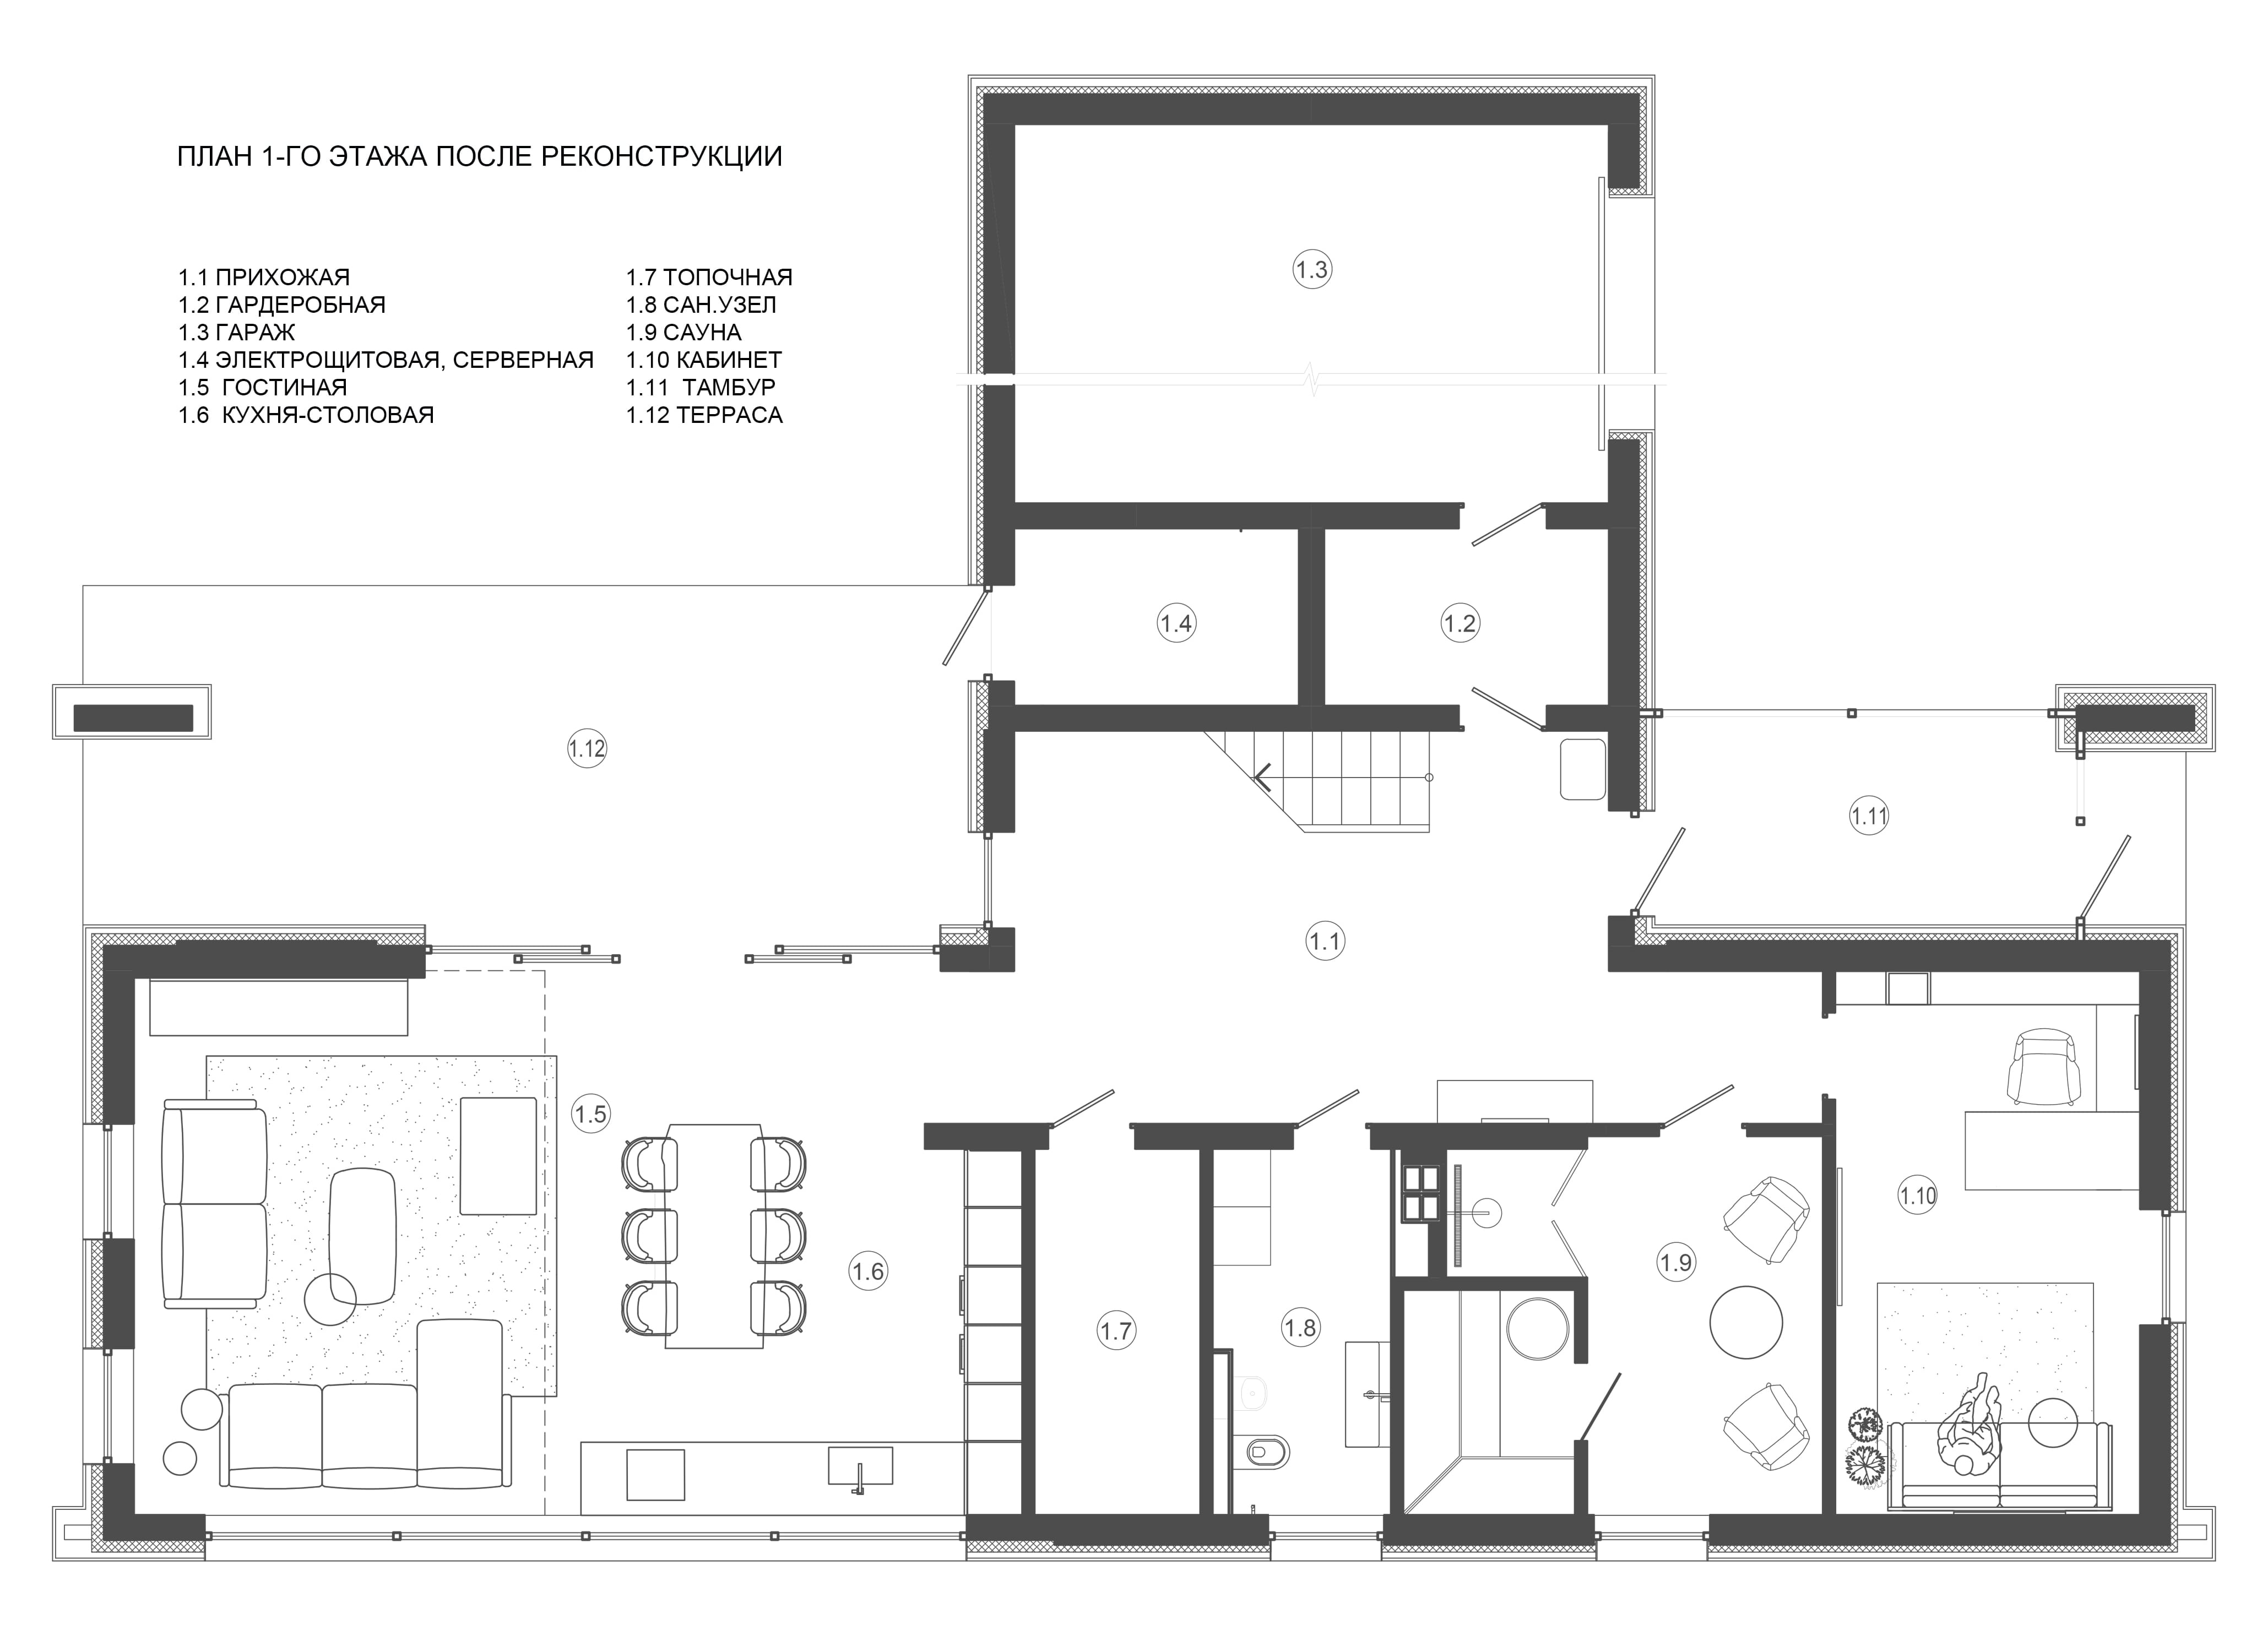 ПЛАН 1-ГО ЭТАЖА ПОСЛЕ РЕКОНСТРУКЦИИ
1.1 ПРИХОЖАЯ
1.2 ГАРДЕРОБНАЯ
1.3 ГАРАЖ
1.4 ЭЛЕКТРОЩИТОВАЯ, СЕРВЕРНАЯ
1.5 ГОСТИНАЯ
1.6 КУХНЯ-СТОЛОВАЯ
1.7 ТОПОЧНАЯ
1.8 САН.УЗЕЛ
1.9 САУНА
1.10 КАБИНЕТ
1.11 ТАМБУР
1.12 ТЕРРАСА
1.3
1.4
1.2
1.12
1.11
1.1
1.5
1.10
1.6
1.9
1.7
1.8